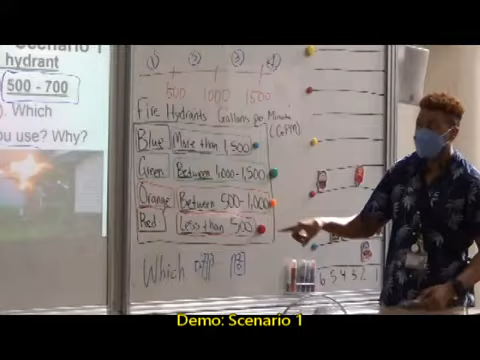 Scenario 1
hydrant
500 - 700
). Which
ou use? Why?
1 2 3 4
500 1000 1500
Fire Hydrants Gallons Per Minute
(GPM)
Blue More than 1,500
Green Between 1,000-1,500
Orange Between 500-1,000
Red Less than 500
Which
6 5 4 3 2 1
Demo: Scenario 1